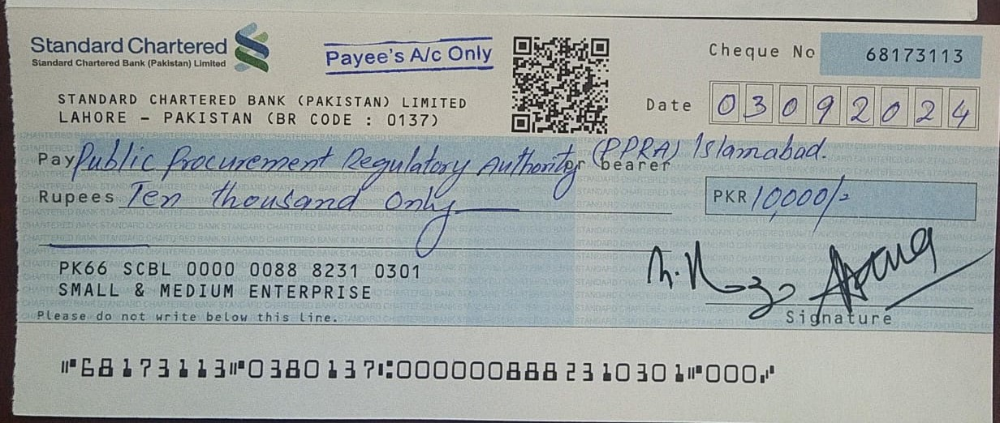 Standard Chartered
Standard Chartered Bank (Pakistan) Limited
Payee's A/c Only
Cheque No 68173113
STANDARD CHARTERED BANK (PAKISTAN) LIMITED
LAHORE – PAKISTAN (BR CODE : 0137)
Date 03092024
Pay Public Procurement Regulatory Authority (PPRA) Islamabad.
or bearer
Rupees Ten thousand only
PKR 10,000/=
PK66 SCBL 0000 0088 8231 0301
SMALL & MEDIUM ENTERPRISE
Signature
Please do not write below this line.
⑈68173113⑈0380137⑆0000008882310301⑈000⑇